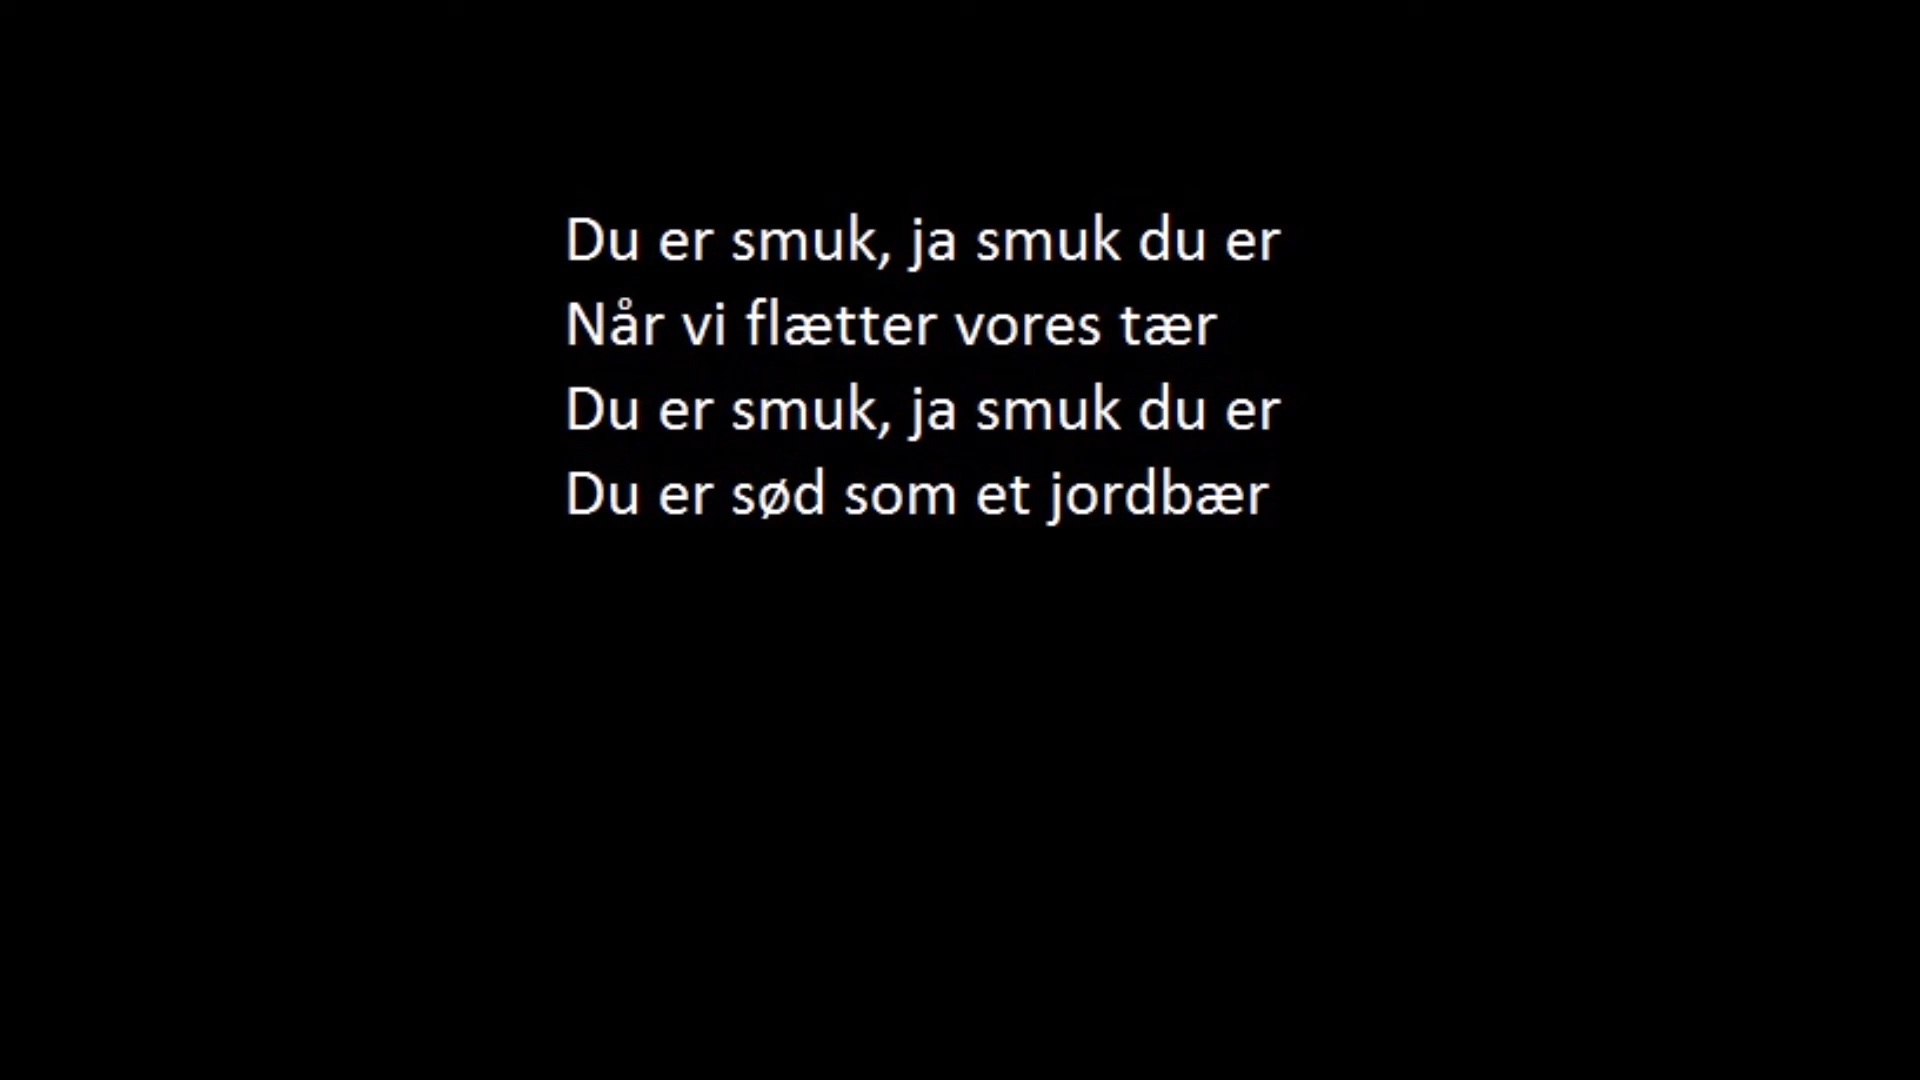 Du er smuk, ja smuk du er
Når vi flætter vores tær
Du er smuk, ja smuk du er
Du er sød som et jordbær